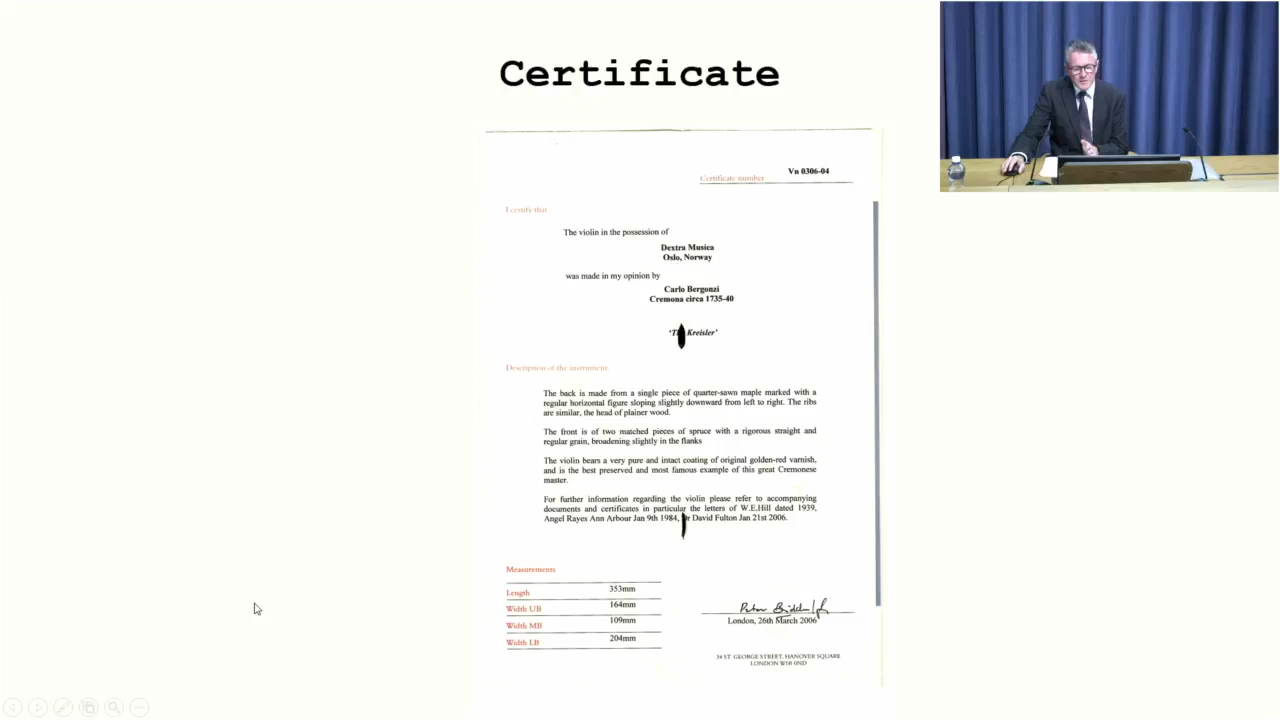 Certificate
Certificate number Vn 0306-04
I certify that
The violin in the possession of
Dextra Musica
Oslo, Norway
was made in my opinion by
Carlo Bergonzi
Cremona circa 1735-40
Kreisler'
Description of the instrument:
The back is made from a single piece of quarter-sawn maple marked with a
regular horizontal figure sloping slightly downward from left to right. The ribs
are similar, the head of plainer wood.
The front is of two matched pieces of spruce with a rigorous straight and
regular grain, broadening slightly in the flanks
The violin bears a very pure and intact coating of original golden-red varnish,
and is the best preserved and most famous example of this great Cremonese
master.
For further information regarding the violin please refer to accompanying
documents and certificates in particular the letters of W.E.Hill dated 1939,
Angel Rayes Ann Arbour Jan 9th 1984, David Fulton Jan 21st 2006.
Measurements
Length 353mm
Width UB 164mm
Width MB 109mm
Width LB 204mm
London, 26th March 2006
34 ST. GEORGE STREET, HANOVER SQUARE
LONDON W1R 0ND